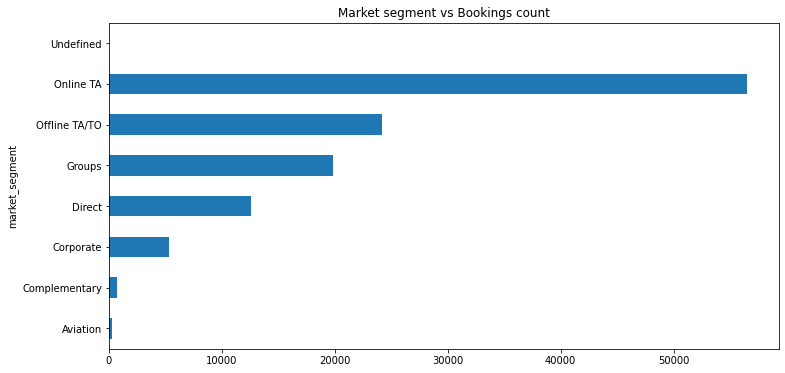 Market segment vs Bookings count
market_segment
Undefined
Online TA
Offline TA/TO
Groups
Direct
Corporate
Complementary
Aviation
0 10000 20000 30000 40000 50000